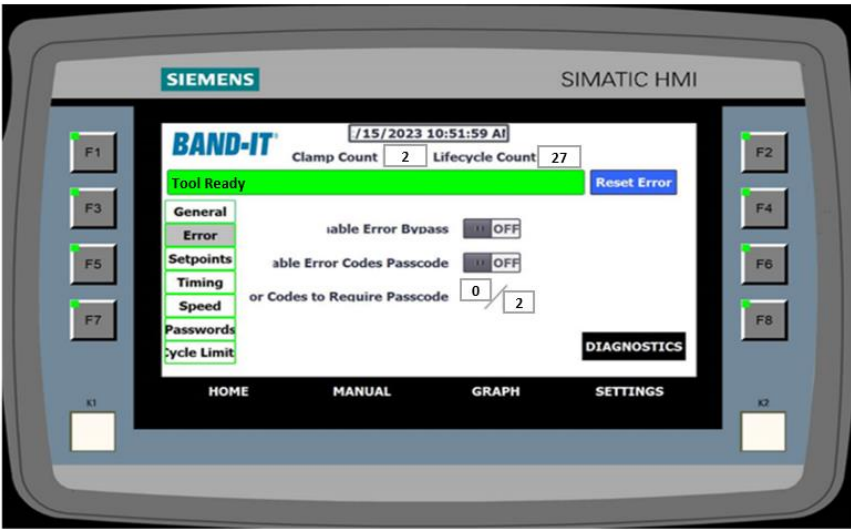 SIEMENS SIMATIC HMI
BAND-IT
/15/2023 10:51:59 AM
Clamp Count 2 Lifecycle Count 27
Tool Ready
Reset Error
General
Error
Setpoints
Timing
Speed
Passwords
Cycle Limit
able Error Bypass OFF
able Error Codes Passcode OFF
or Codes to Require Passcode 0 / 2
DIAGNOSTICS
HOME MANUAL GRAPH SETTINGS
F1
F3
F5
F7
K1
F2
F4
F6
F8
K2